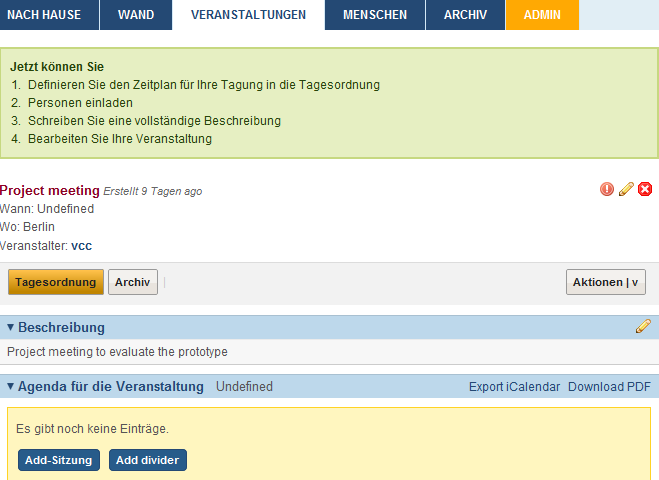 NACH HAUSE WAND VERANSTALTUNGEN MENSCHEN ARCHIV ADMIN
Jetzt können Sie
1. Definieren Sie den Zeitplan für Ihre Tagung in die Tagesordnung
2. Personen einladen
3. Schreiben Sie eine vollständige Beschreibung
4. Bearbeiten Sie Ihre Veranstaltung
Project meeting Erstellt 9 Tagen ago
Wann: Undefined
Wo: Berlin
Veranstalter: vcc
Tagesordnung Archiv | Aktionen | v
Beschreibung
Project meeting to evaluate the prototype
Agenda für die Veranstaltung Undefined Export iCalendar Download PDF
Es gibt noch keine Einträge.
Add-Sitzung Add divider